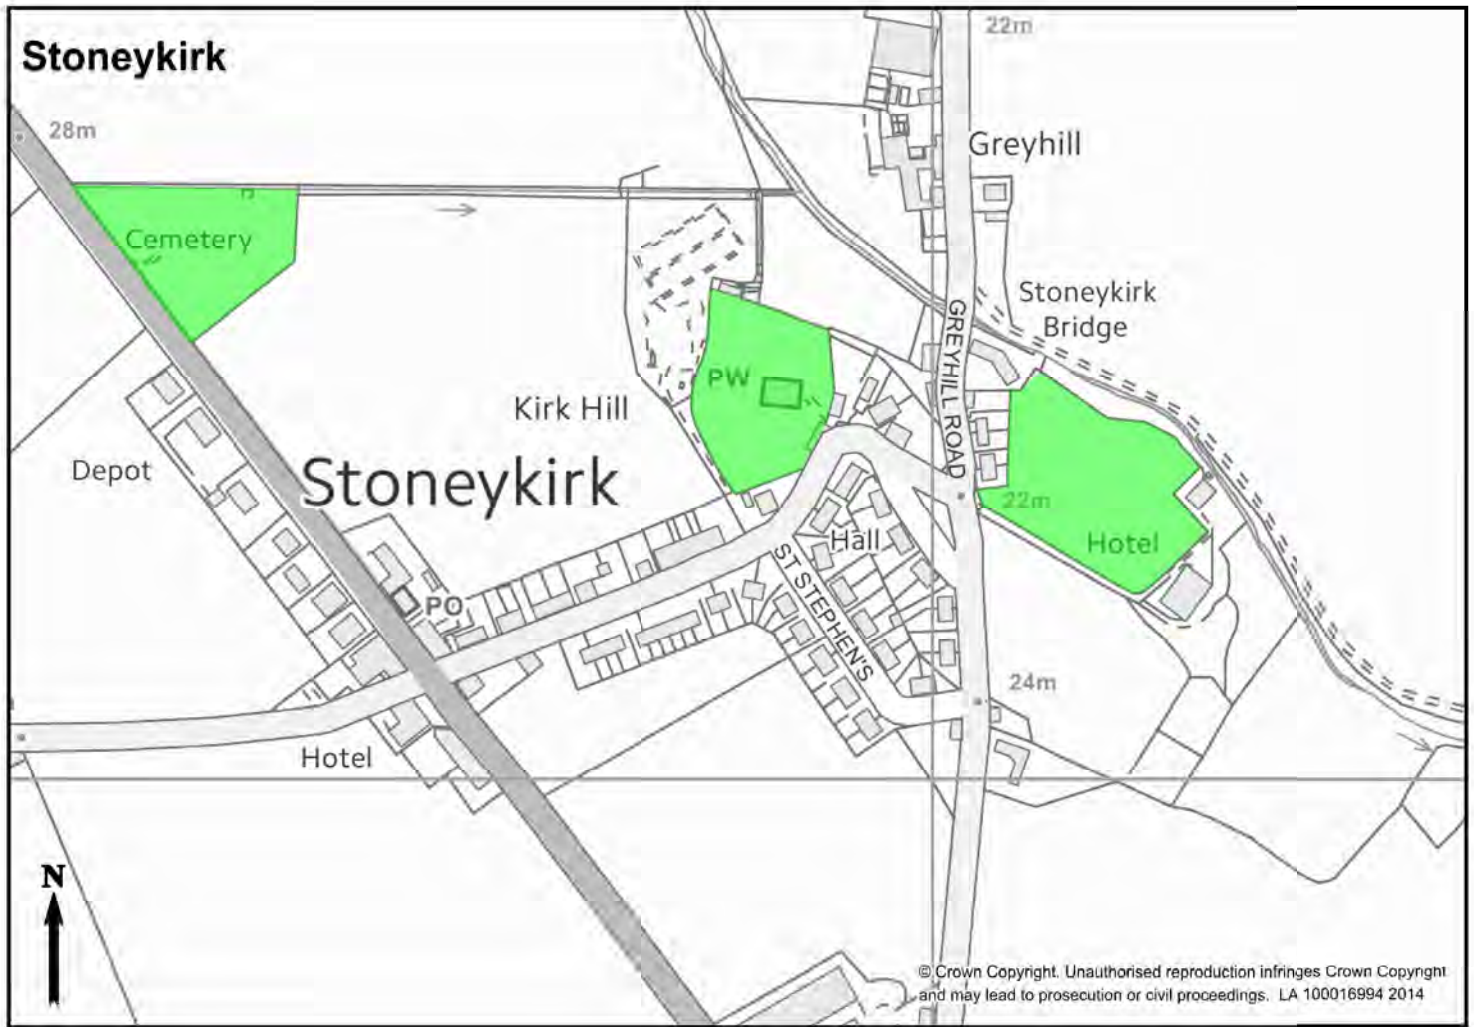 Stoneykirk
22m
28m
Greyhill
Cemetery
Stoneykirk
Bridge
GREYHILL ROAD
PW
Kirk Hill
Depot
Stoneykirk
22m
Hotel
Hall
ST STEPHEN'S
PO
24m
Hotel
N
© Crown Copyright. Unauthorised reproduction infringes Crown Copyright
and may lead to prosecution or civil proceedings. LA 100016994 2014